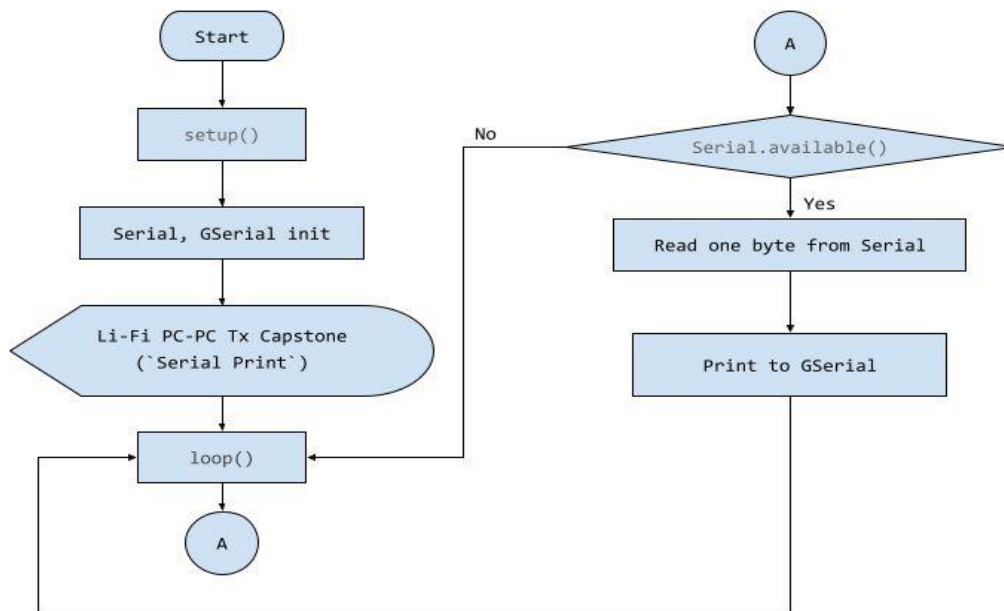 Start
setup()
Serial, GSerial init
Li-Fi PC-PC Tx Capstone
(`Serial Print`)
loop()
A
A
Serial.available()
No
Yes
Read one byte from Serial
Print to GSerial